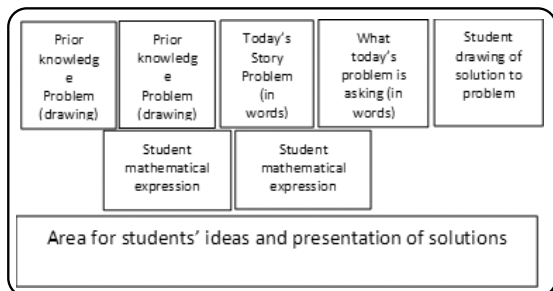 Prior
knowledg
e
Problem
(drawing)
Prior
knowledg
e
Problem
(drawing)
Today's
Story
Problem
(in
words)
What
today's
problem is
asking (in
words)
Student
drawing of
solution to
problem
Student
mathematical
expression
Student
mathematical
expression
Area for students' ideas and presentation of solutions